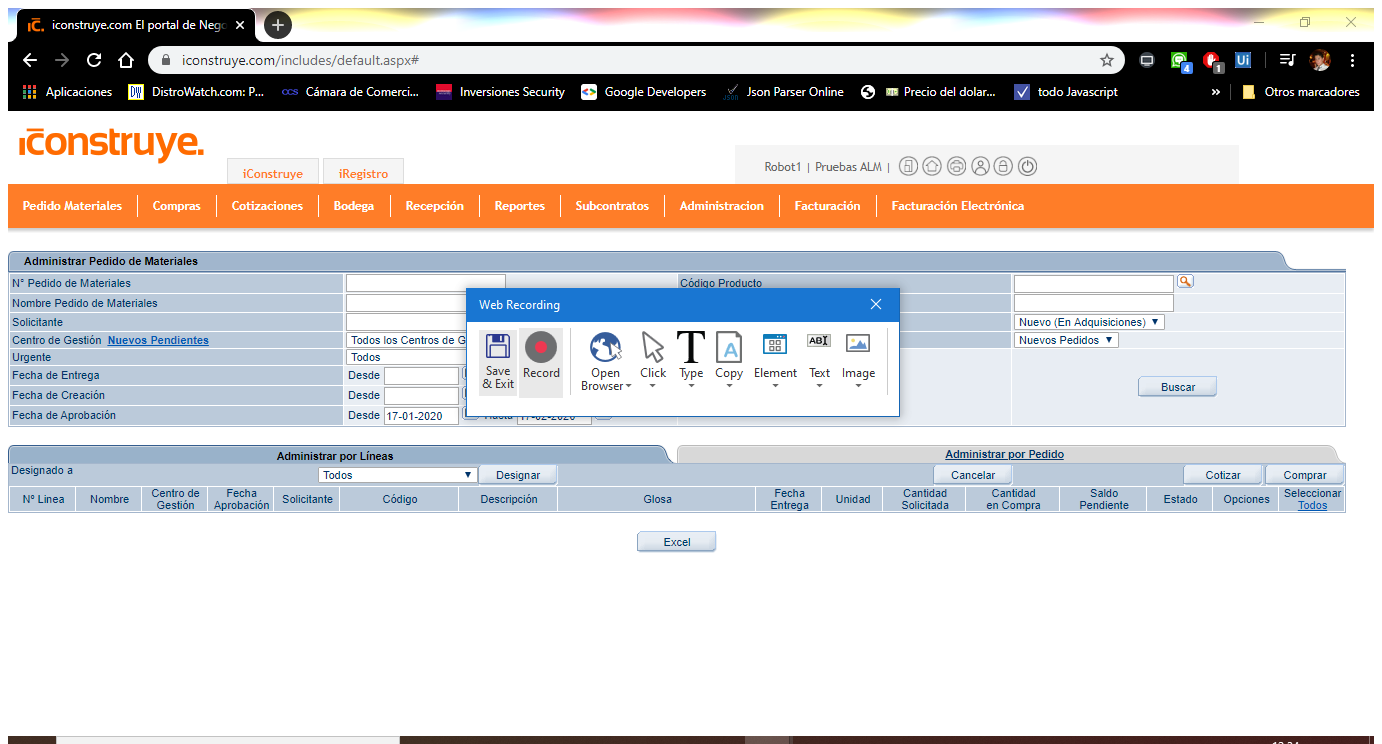 iconstruye.com El portal de Nego
iconstruye.com/includes/default.aspx#
4
1
Ui
Aplicaciones
DW
DistroWatch.com: P...
CCS
Cámara de Comerci...
Inversiones Security
Google Developers
Json Parser Online
Precio del dolar...
todo Javascript
»
Otros marcadores
iconstruye.
iConstruye
iRegistro
Robot1 | Pruebas ALM |
Pedido Materiales
Compras
Cotizaciones
Bodega
Recepción
Reportes
Subcontratos
Administracion
Facturación
Facturación Electrónica
Administrar Pedido de Materiales
N° Pedido de Materiales
Código Producto
Nombre Pedido de Materiales
Solicitante
Nuevo (En Adquisiciones)
Centro de Gestión Nuevos Pendientes
Todos los Centros de G
Nuevos Pedidos
Urgente
Todos
Fecha de Entrega
Desde
Fecha de Creación
Desde
Buscar
Fecha de Aprobación
Desde 17-01-2020
Hasta 17-02-2020
Web Recording
Save & Exit
Record
Open Browser
Click
Type
Copy
Element
Text
Image
Administrar por Líneas
Administrar por Pedido
Designado a
Todos
Designar
Cancelar
Cotizar
Comprar
Nº Linea
Nombre
Centro de Gestión
Fecha Aprobación
Solicitante
Código
Descripción
Glosa
Fecha Entrega
Unidad
Cantidad Solicitada
Cantidad en Compra
Saldo Pendiente
Estado
Opciones
Seleccionar Todos
Excel